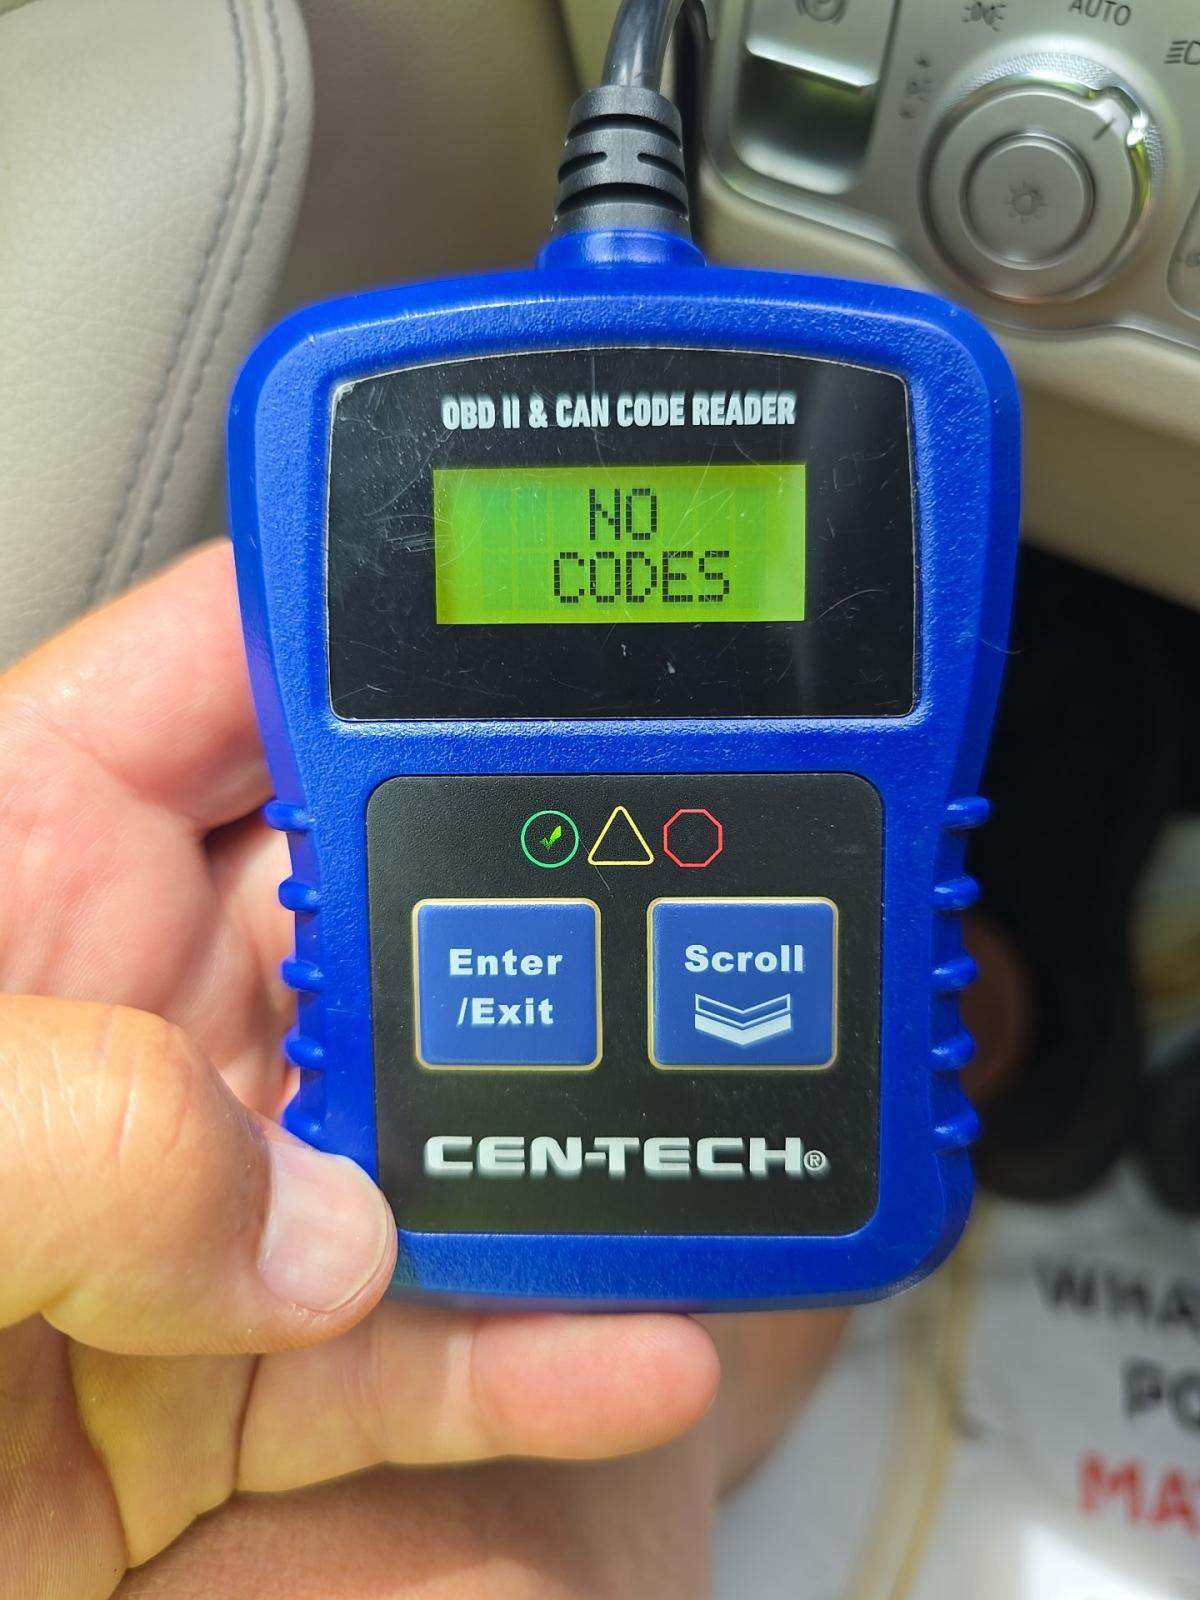 AUTO
OBD II & CAN CODE READER
NO
CODES
Enter
/Exit
Scroll
CEN-TECH®